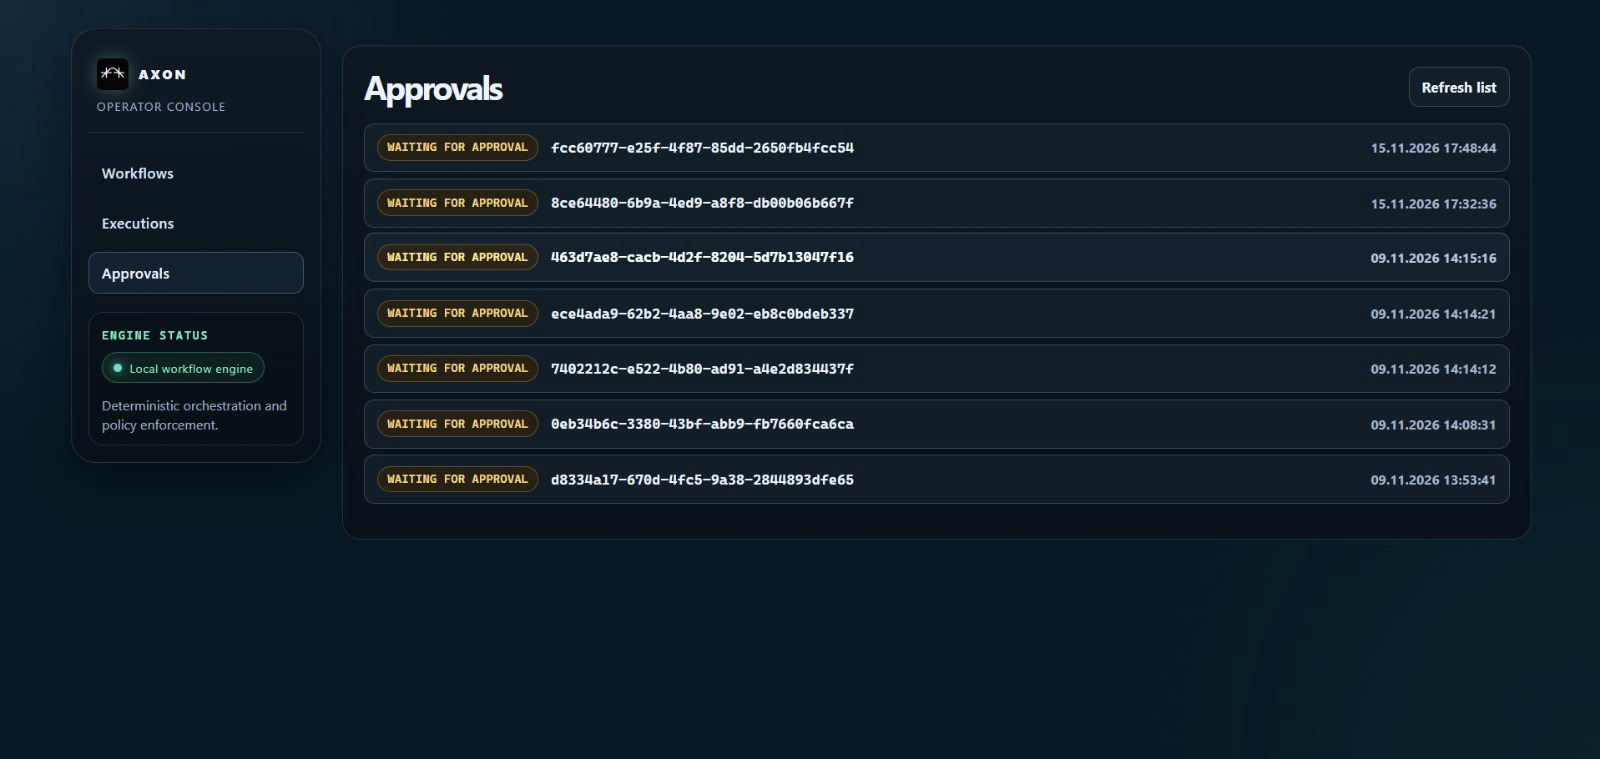 AXON
OPERATOR CONSOLE
Workflows
Executions
Approvals
ENGINE STATUS
Local workflow engine
Deterministic orchestration and
policy enforcement.
Approvals
Refresh list
WAITING FOR APPROVAL fcc60777-e25f-4f87-85dd-2650fb4fcc54 15.11.2026 17:48:44
WAITING FOR APPROVAL 8ce64480-6b9a-4ed9-a8f8-db00b06b667f 15.11.2026 17:32:36
WAITING FOR APPROVAL 463d7ae8-cacb-4d2f-8204-5d7b13047f16 09.11.2026 14:15:16
WAITING FOR APPROVAL ece4ada9-62b2-4aa8-9e02-eb8c0bdeb337 09.11.2026 14:14:21
WAITING FOR APPROVAL 7402212c-e522-4b80-ad91-a4e2d834437f 09.11.2026 14:14:12
WAITING FOR APPROVAL 0eb34b6c-3380-43bf-abb9-fb7660fca6ca 09.11.2026 14:08:31
WAITING FOR APPROVAL d8334a17-670d-4fc5-9a38-2844893dfe65 09.11.2026 13:53:41